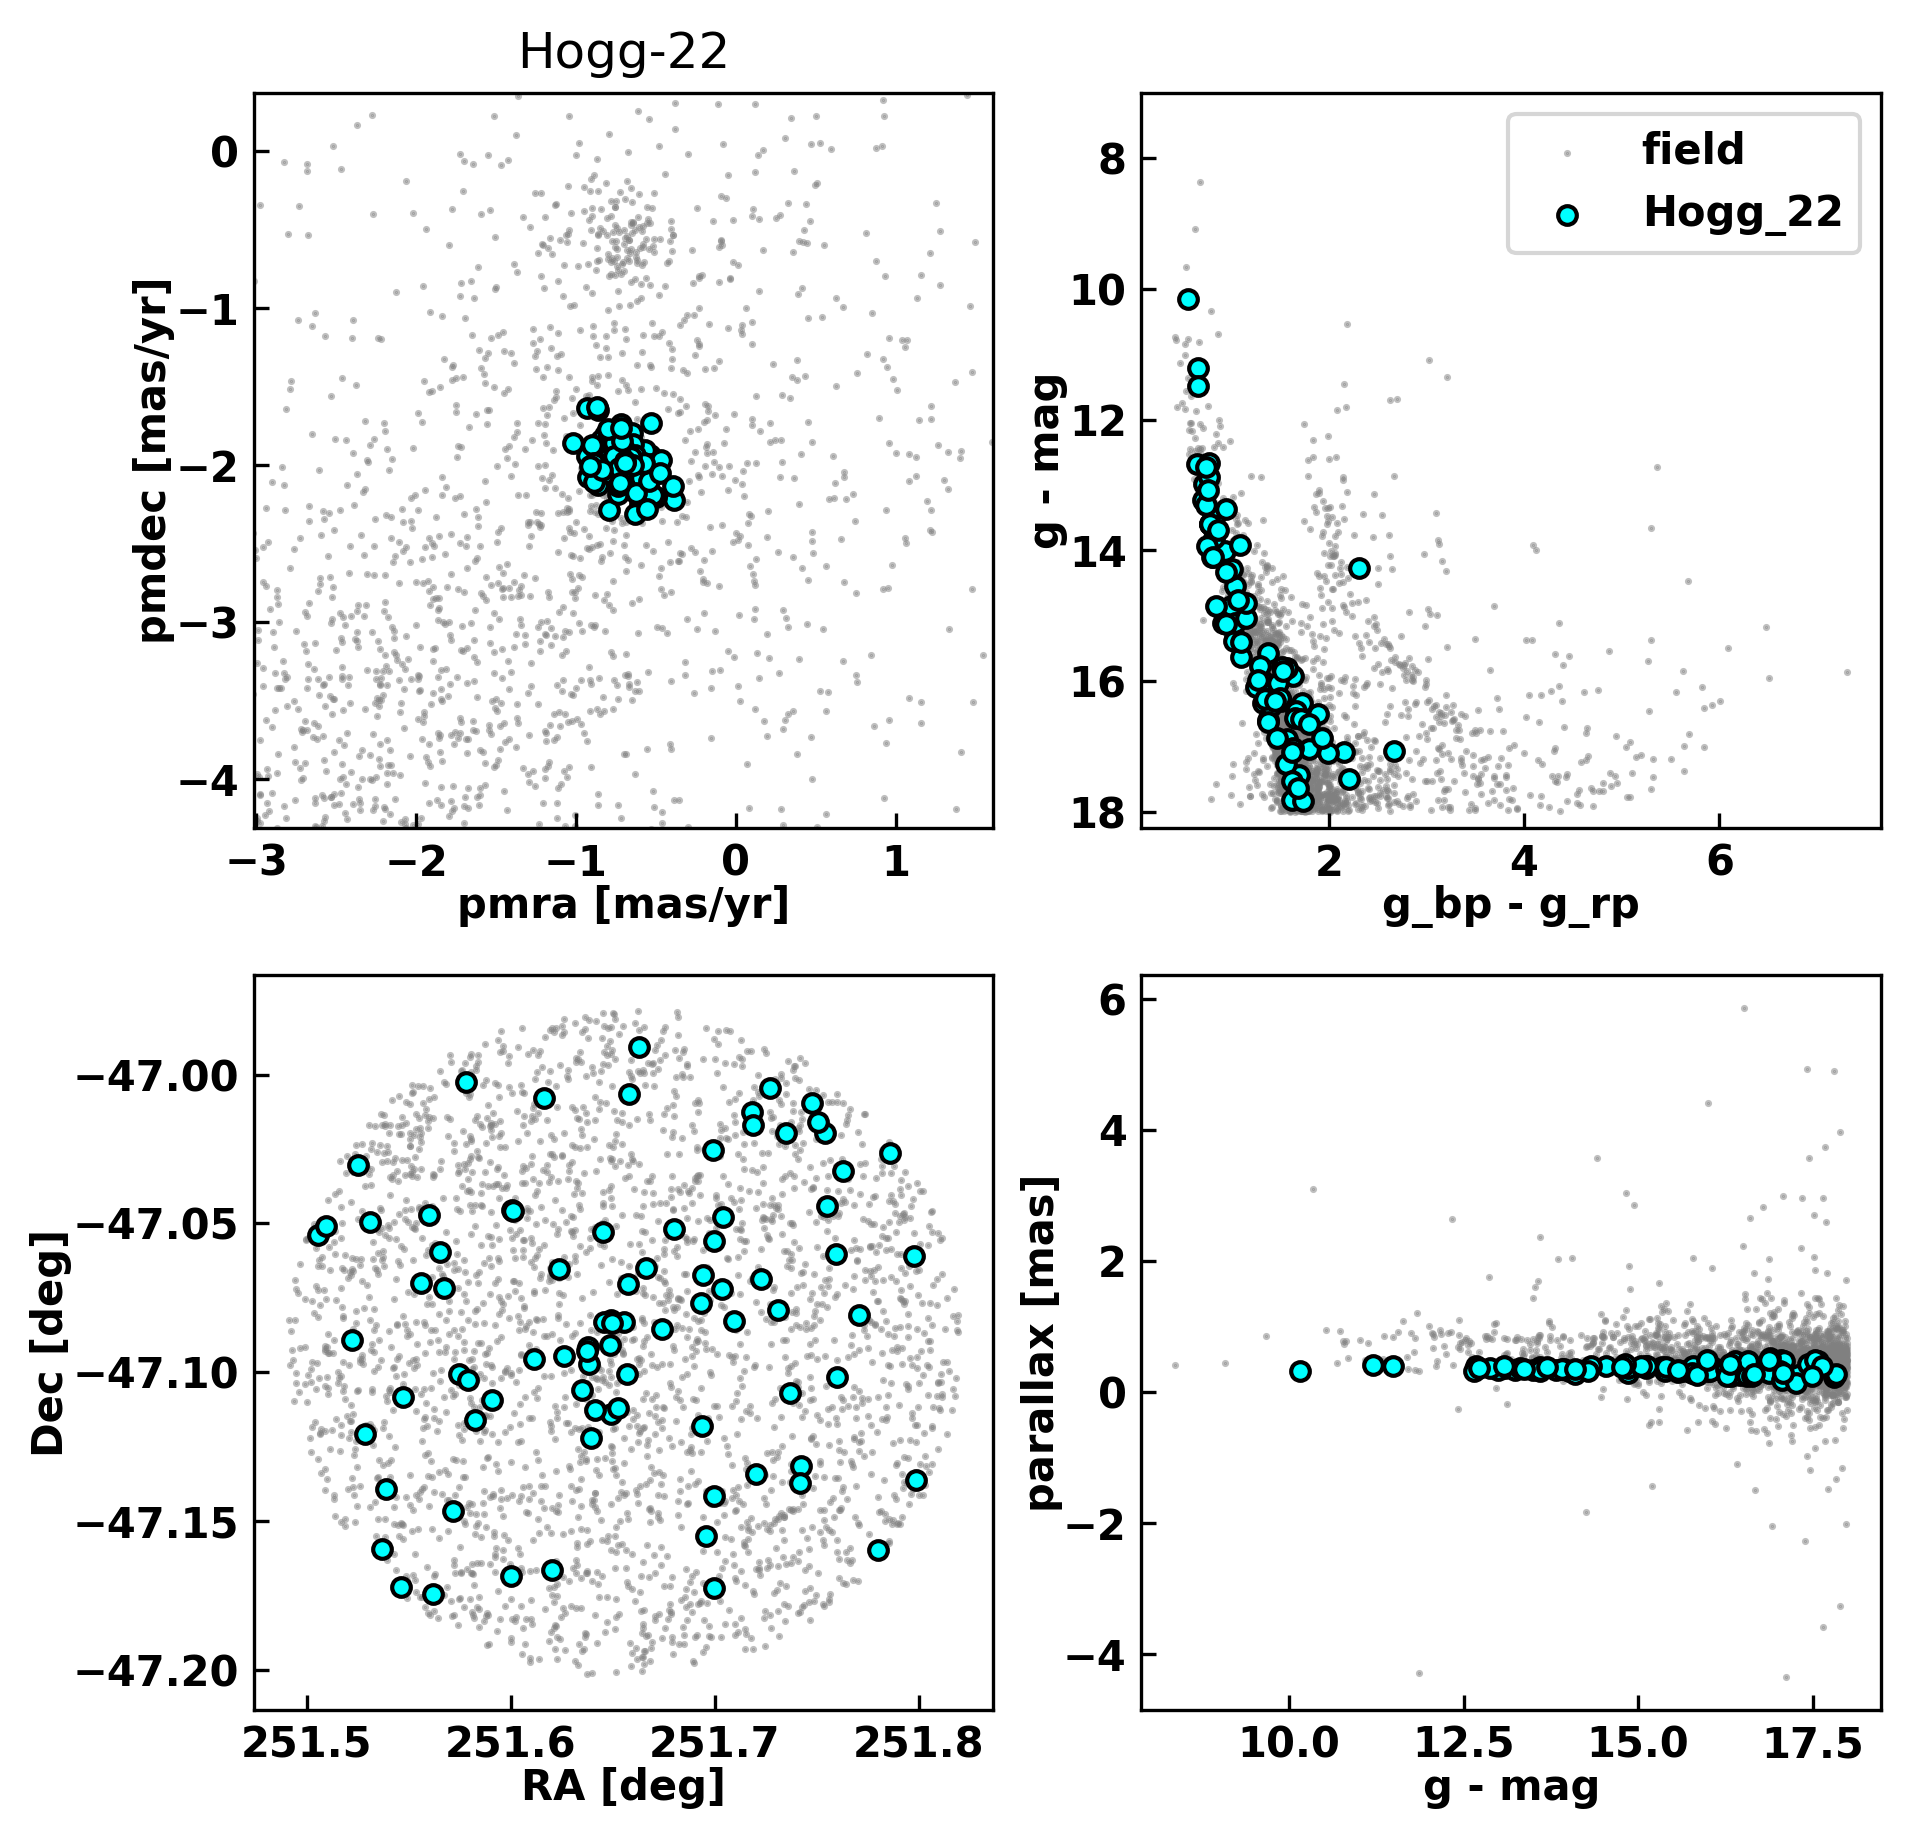 Hogg-22
0
−1
−2
−3
−4
pmdec [mas/yr]
−3 −2 −1 0 1
pmra [mas/yr]
8
10
12
14
16
18
g - mag
field
Hogg_22
2 4 6
g_bp - g_rp
−47.00
−47.05
−47.10
−47.15
−47.20
Dec [deg]
251.5 251.6 251.7 251.8
RA [deg]
6
4
2
0
−2
−4
parallax [mas]
10.0 12.5 15.0 17.5
g - mag